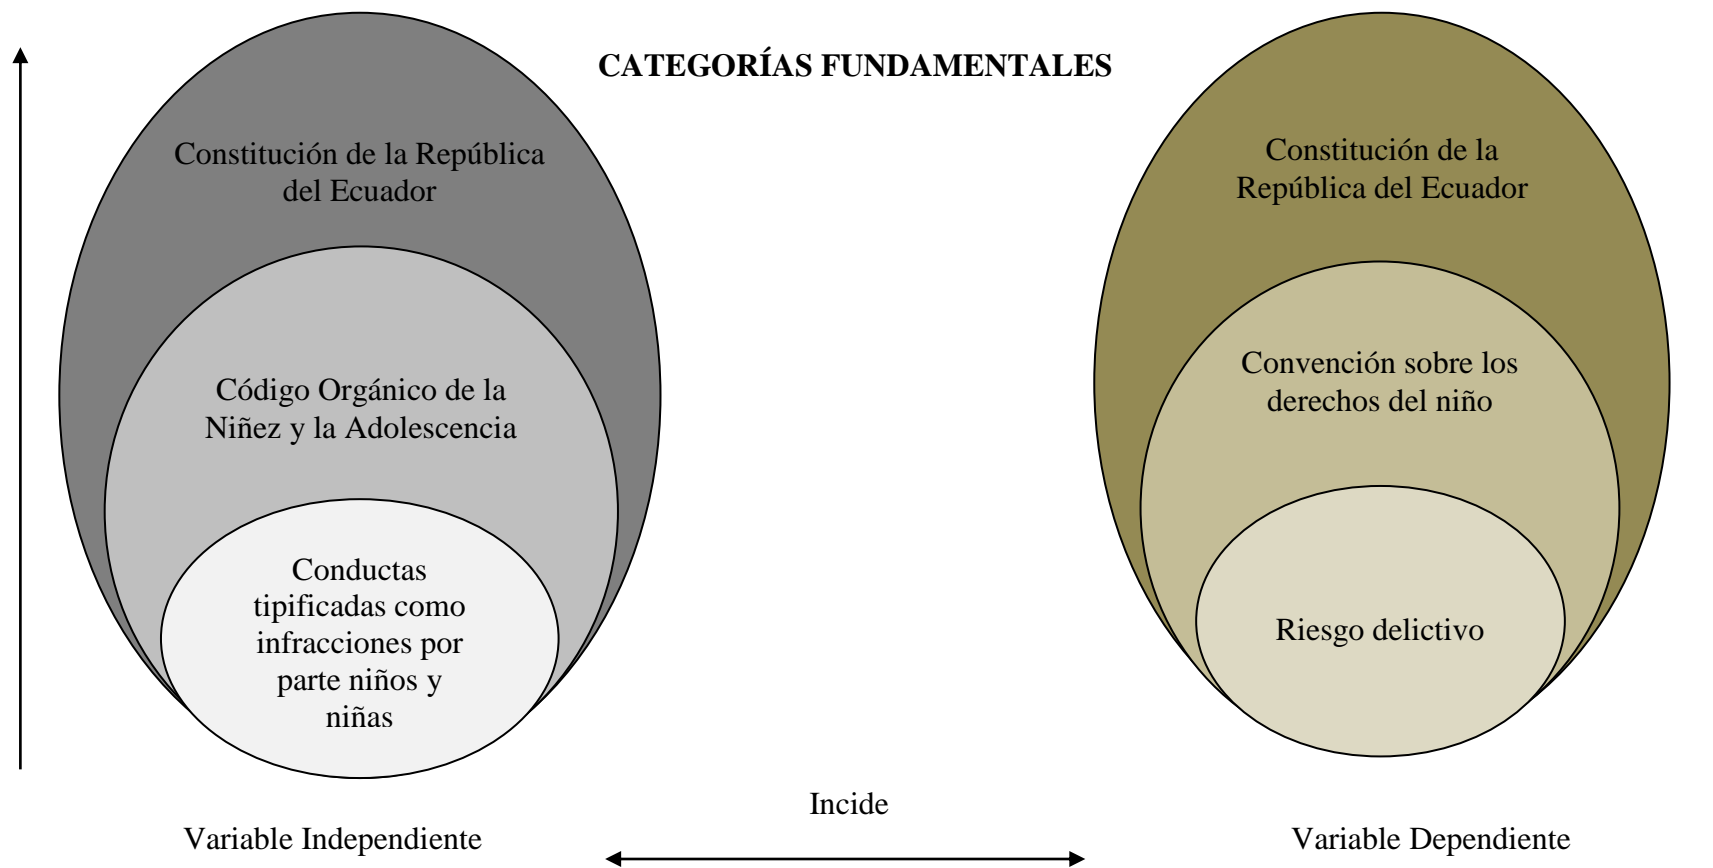 CATEGORÍAS FUNDAMENTALES
Constitución de la República
del Ecuador
Código Orgánico de la
Niñez y la Adolescencia
Conductas
tipificadas como
infracciones por
parte niños y
niñas
Constitución de la
República del Ecuador
Convención sobre los
derechos del niño
Riesgo delictivo
Variable Independiente
Incide
Variable Dependiente